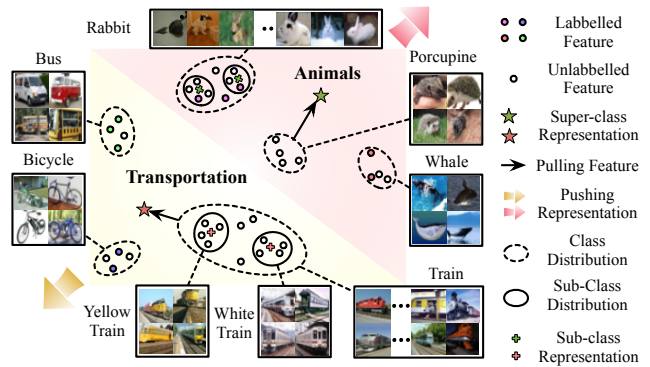 Rabbit
Bus
Animals
Porcupine
Bicycle
Transportation
Whale
Yellow
Train
White
Train
Train
Labbelled
Feature
Unlabbelled
Feature
Super-class
Representation
Pulling Feature
Pushing
Representation
Class
Distribution
Sub-Class
Distribution
Sub-class
Representation